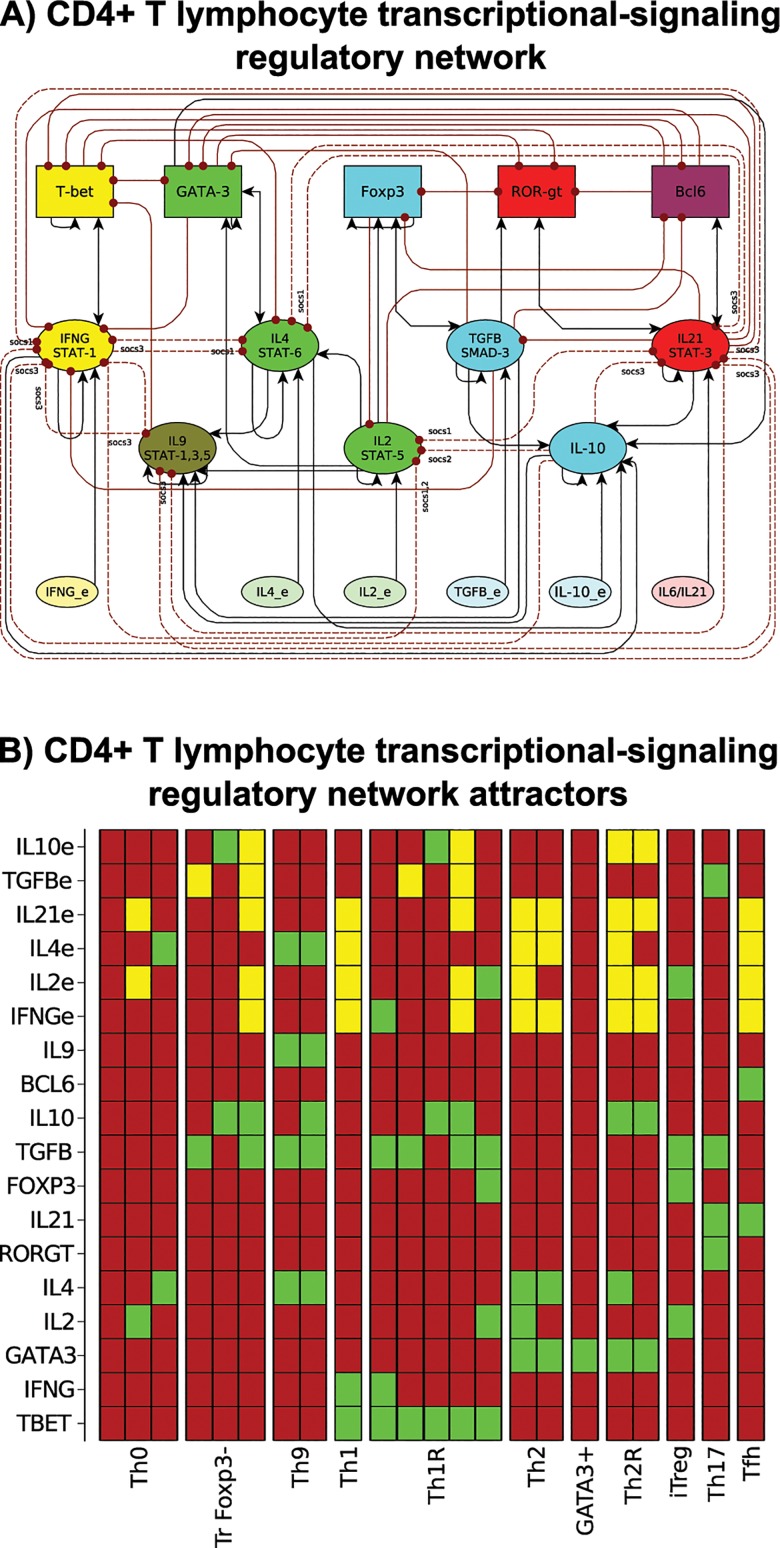 A) CD4+ T lymphocyte transcriptional-signaling
regulatory network
T-bet
GATA-3
Foxp3
ROR-gt
Bcl6
socs1
socs3
IFNG
STAT-1
IL4
STAT-6
TGFB
SMAD-3
IL21
STAT-3
socs1
socs3
socs1
socs3
socs3
socs3
socs3
socs3
socs3
IL9
STAT-1,3,5
IL2
STAT-5
IL-10
socs1
socs2
socs3
socs1,2
IFNG_e
IL4_e
IL2_e
TGFB_e
IL-10_e
IL6/IL21
B) CD4+ T lymphocyte transcriptional-signaling
regulatory network attractors
IL10e
TGFBe
IL21e
IL4e
IL2e
IFNGe
IL9
BCL6
IL10
TGFB
FOXP3
IL21
RORGT
IL4
IL2
GATA3
IFNG
TBET
Th0
Tr Foxp3-
Th9
Th1
Th1R
Th2
GATA3+
Th2R
iTreg
Th17
Tfh